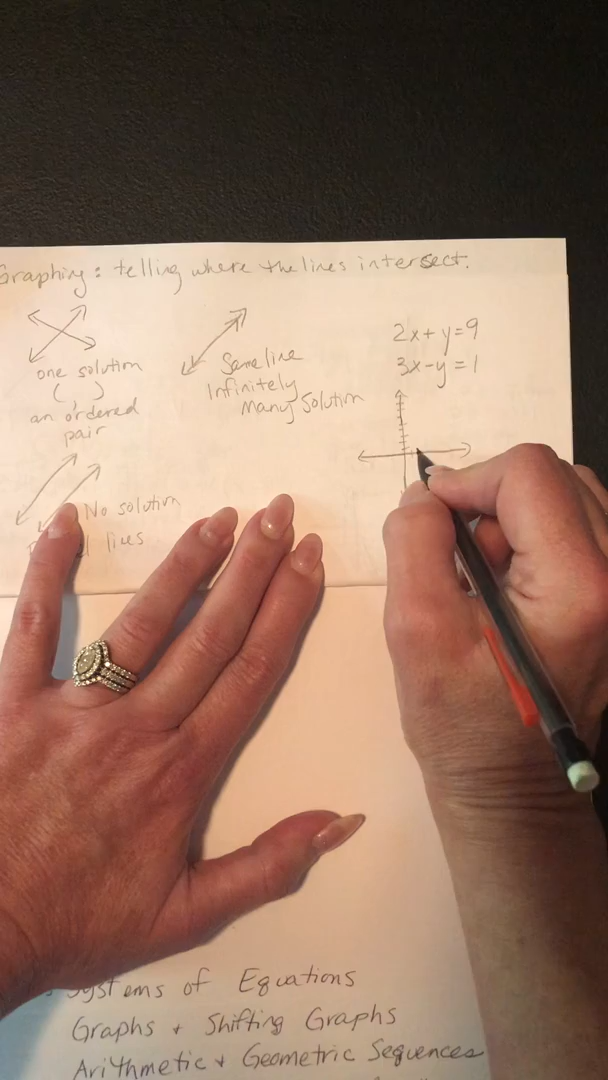 Graphing: telling where the lines intersect.
one solution
( , )
an ordered
pair
Same line
Infinitely
Many Solution
2x+y=9
3x-y=1
No solution
lines
Systems of Equations
Graphs + Shifting Graphs
Arithmetic + Geometric Sequences